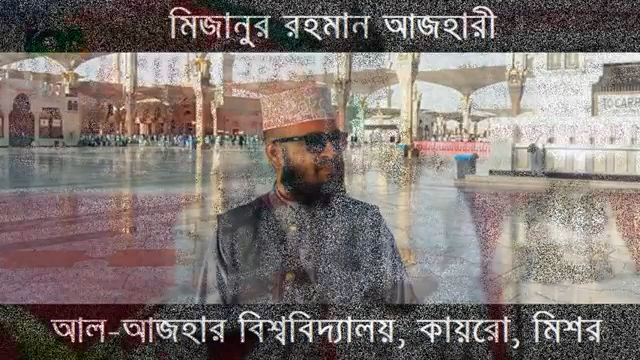 মিজানুর রহমান আজহারী
আল-আজহার বিশ্ববিদ্যালয়, কায়রো, মিশর